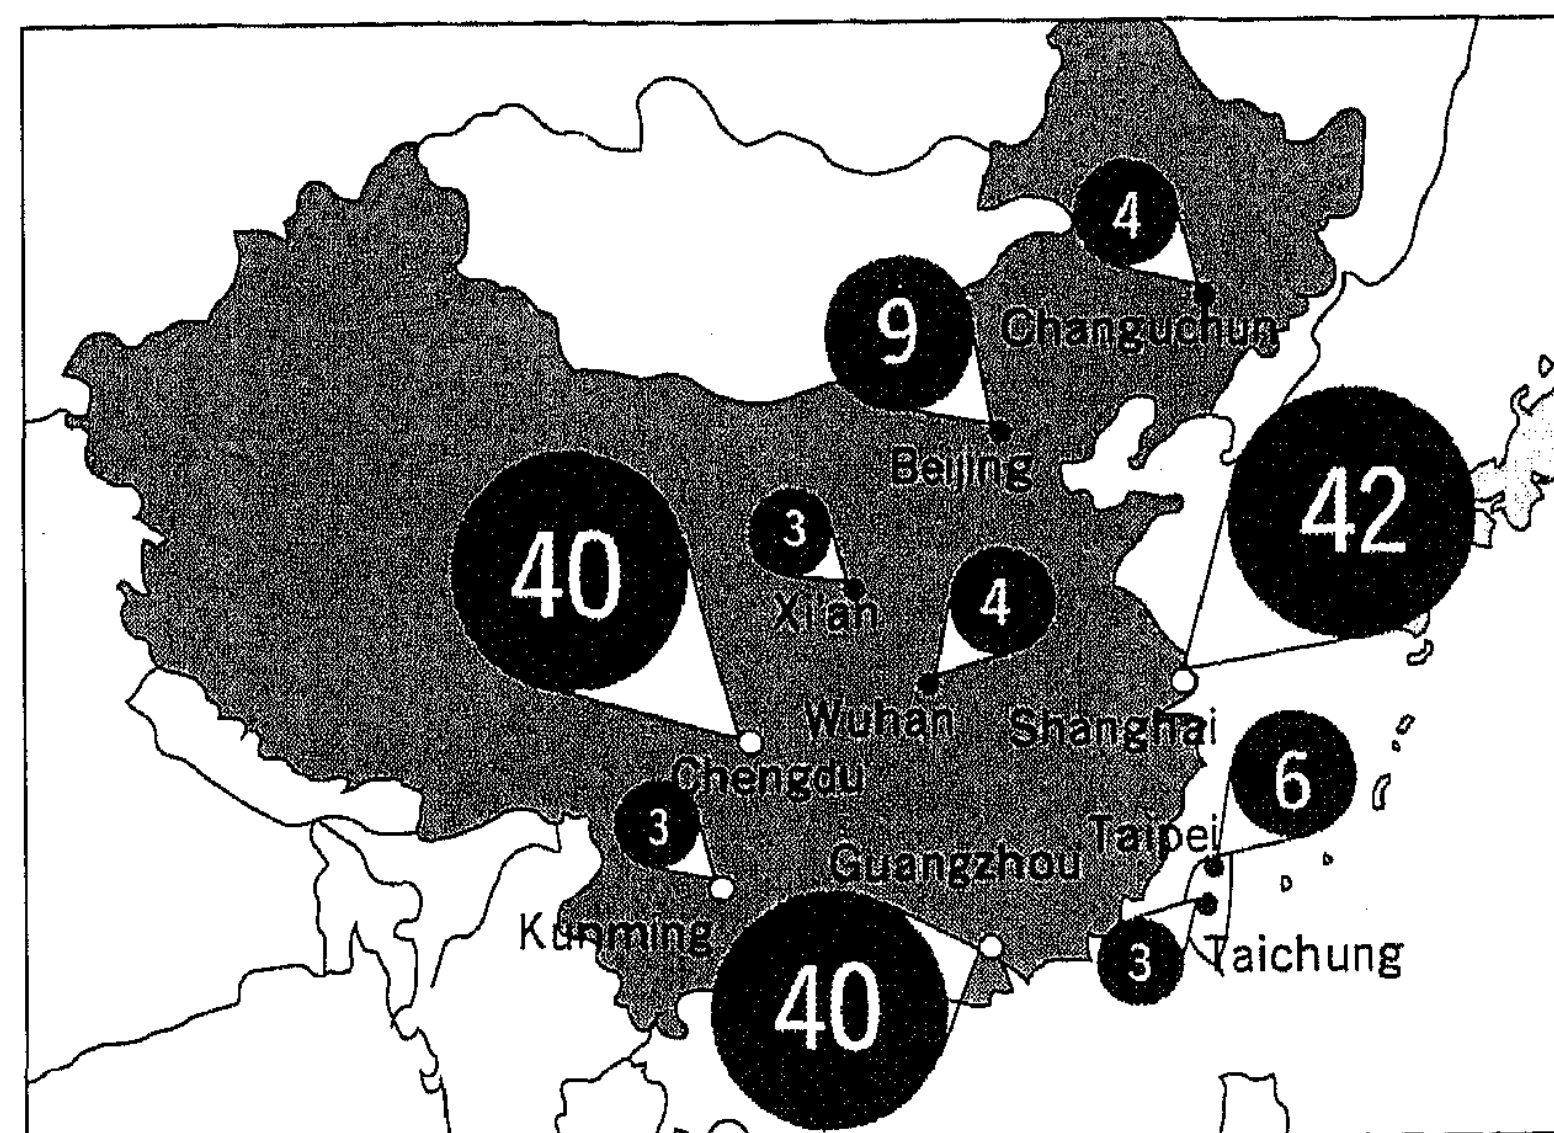 4
9
Changuchun
Beijing
42
40
3
Xi'an
4
Wuhan
Shanghai
Chengdu
6
3
Taipei
Guangzhou
Kunming
40
3
Taichung